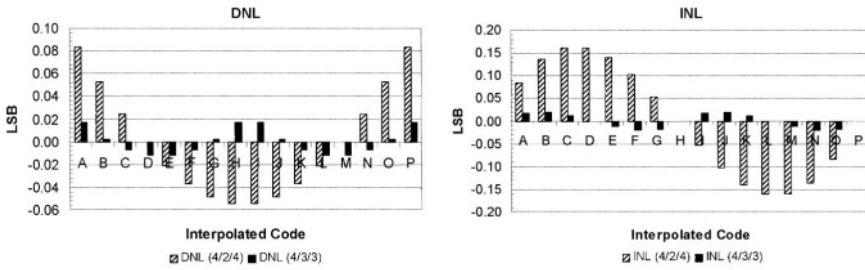 DNL
0.10
0.08
0.06
0.04
0.02
0.00
-0.02
-0.04
-0.06
LSB
A B C D E F G H I J K L M N O P
Interpolated Code
DNL (4/2/4) DNL (4/3/3)
INL
0.20
0.15
0.10
0.05
0.00
-0.05
-0.10
-0.15
-0.20
LSB
A B C D E F G H I J K L M N O P
Interpolated Code
INL (4/2/4) INL (4/3/3)